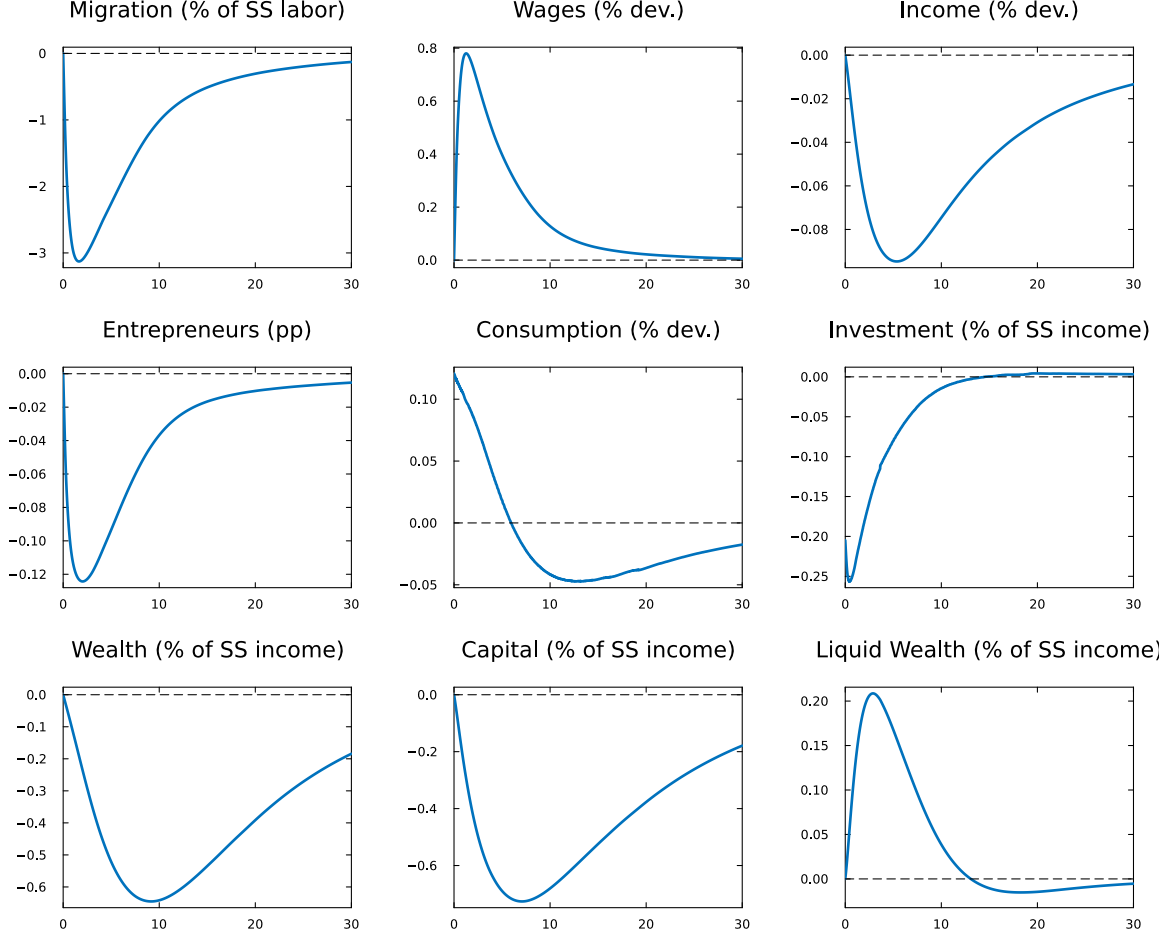 Migration (% of SS labor)
0
−1
−2
−3
0 10 20 30
Wages (% dev.)
0.8
0.6
0.4
0.2
0.0
0 10 20 30
Income (% dev.)
0.00
−0.02
−0.04
−0.06
−0.08
0 10 20 30
Entrepreneurs (pp)
0.00
−0.02
−0.04
−0.06
−0.08
−0.10
−0.12
0 10 20 30
Consumption (% dev.)
0.10
0.05
0.00
−0.05
0 10 20 30
Investment (% of SS income)
0.00
−0.05
−0.10
−0.15
−0.20
−0.25
0 10 20 30
Wealth (% of SS income)
0.0
−0.1
−0.2
−0.3
−0.4
−0.5
−0.6
0 10 20 30
Capital (% of SS income)
0.0
−0.2
−0.4
−0.6
0 10 20 30
Liquid Wealth (% of SS income)
0.20
0.15
0.10
0.05
0.00
0 10 20 30